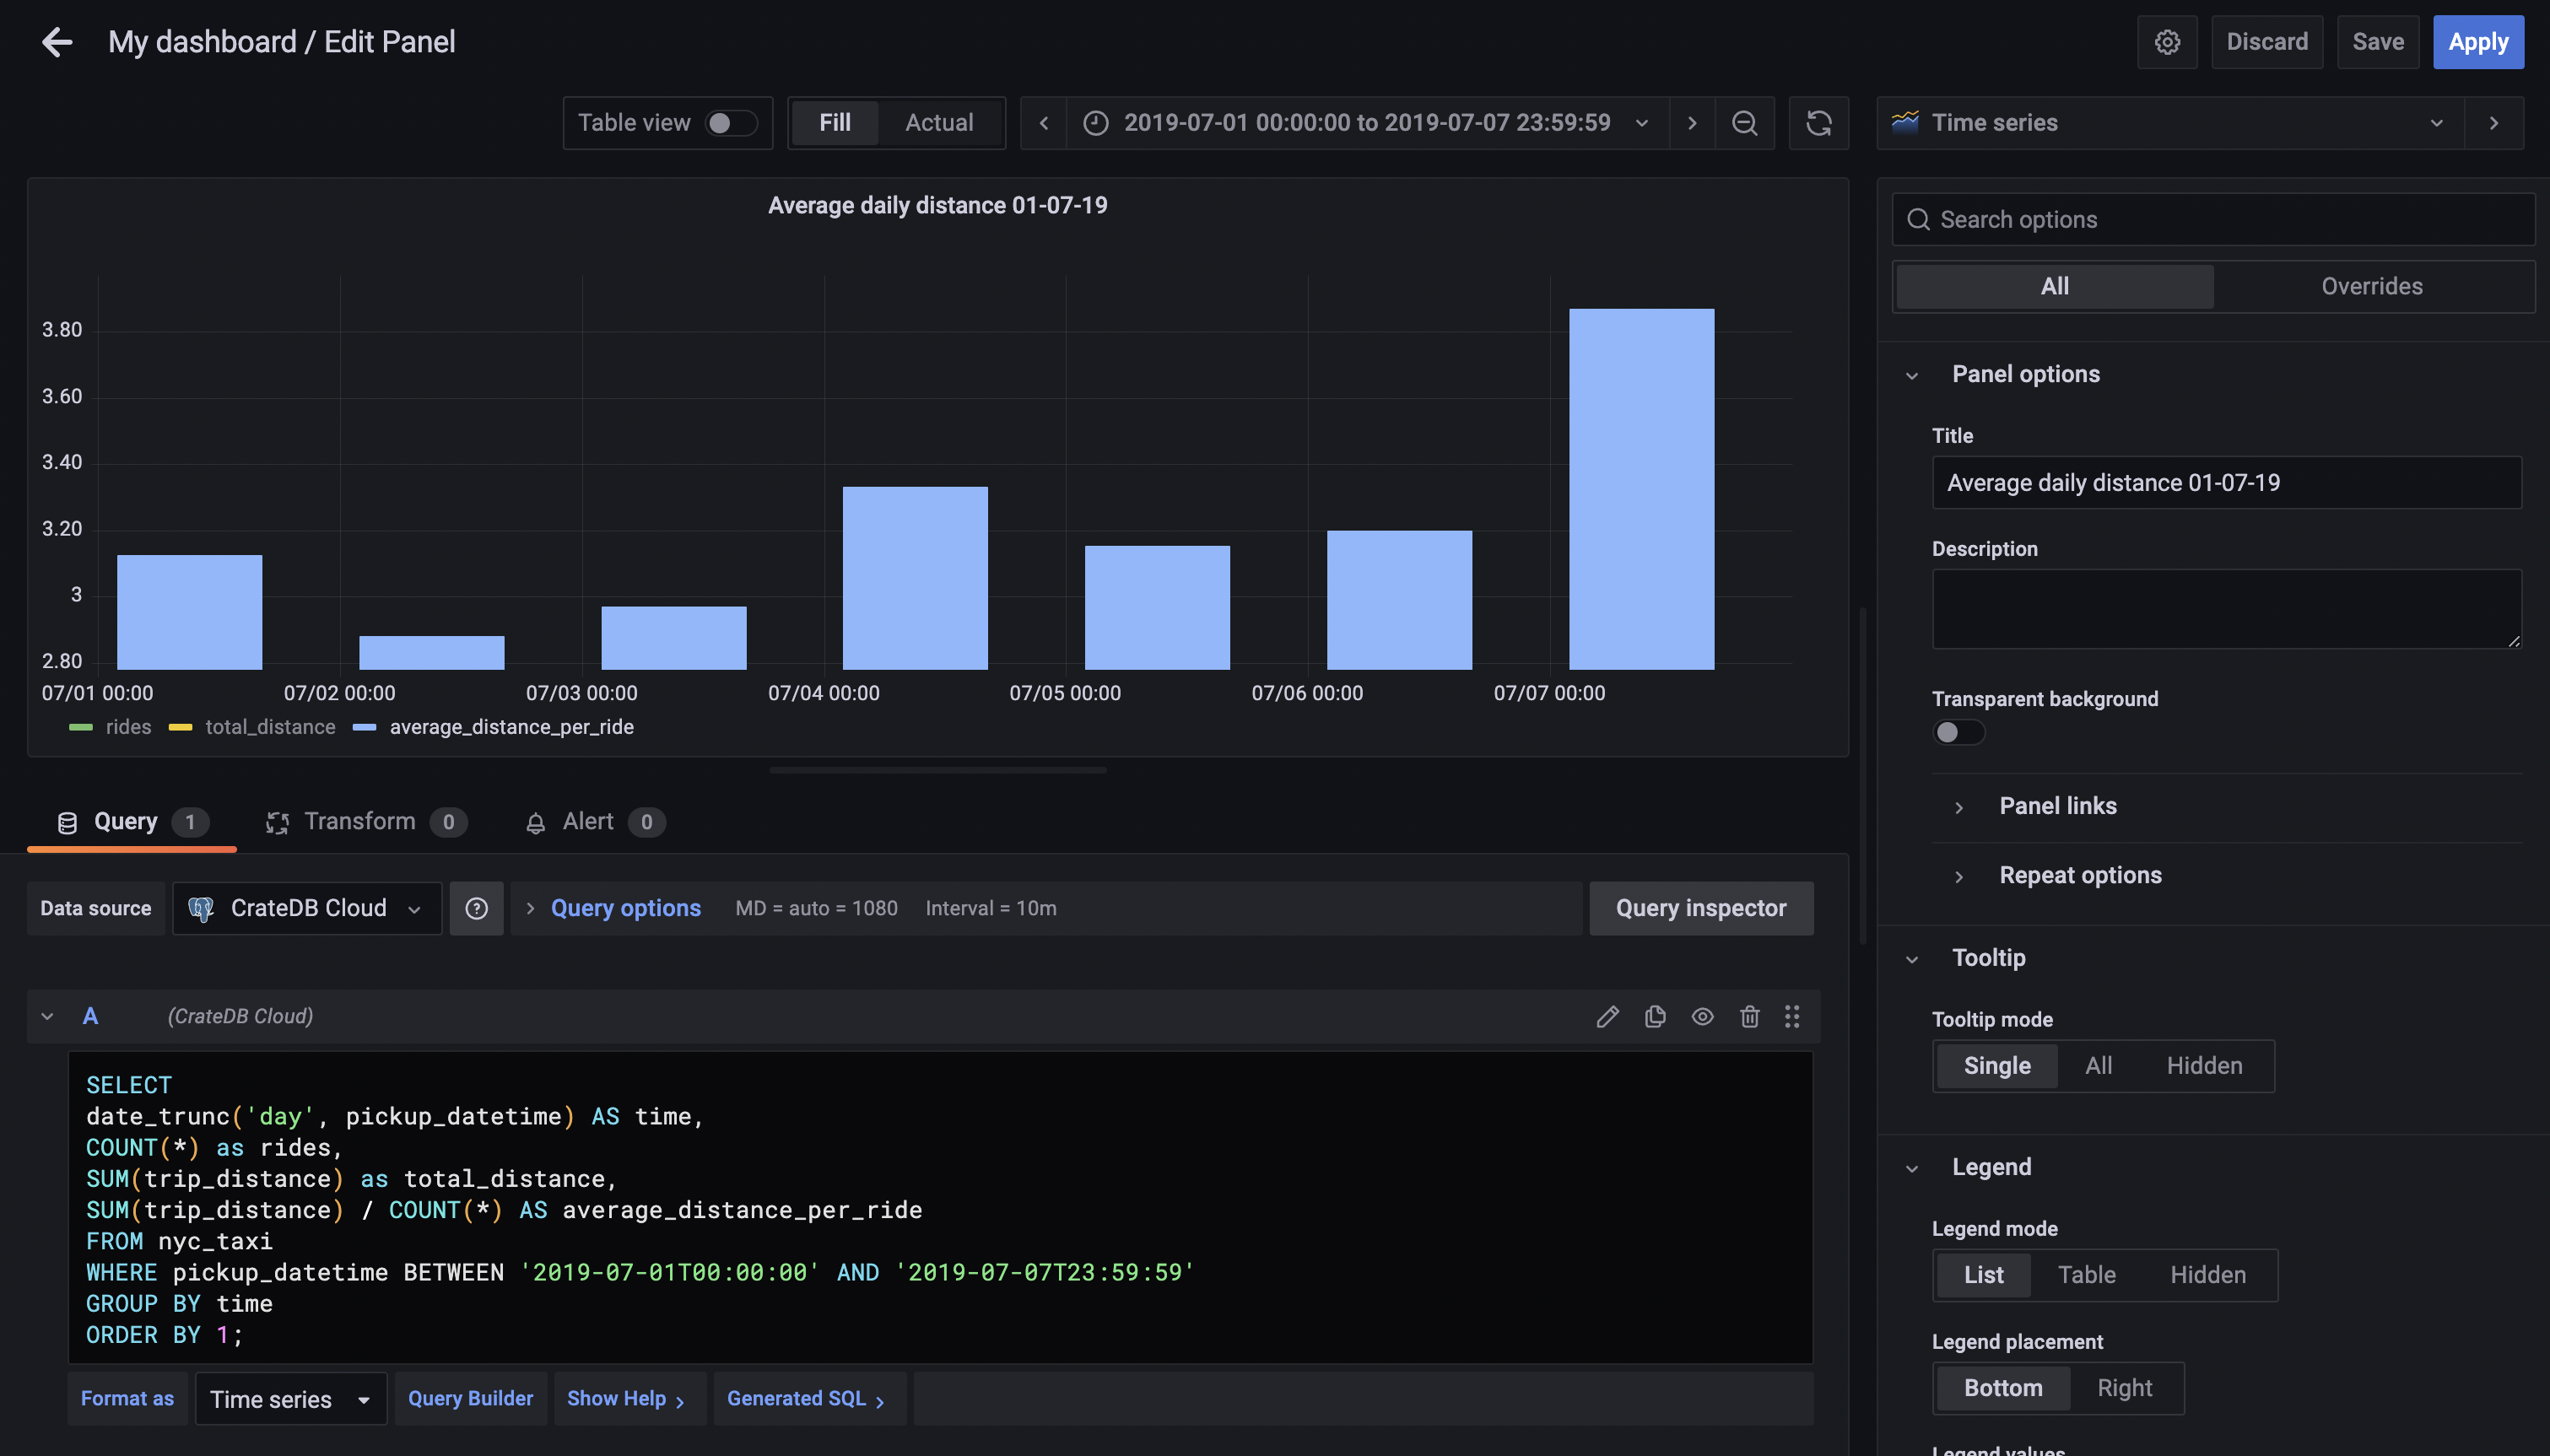 My dashboard / Edit Panel
Discard
Save
Apply
Table view
Fill
Actual
2019-07-01 00:00:00 to 2019-07-07 23:59:59
Time series
Average daily distance 01-07-19
3.80
3.60
3.40
3.20
3
2.80
07/01 00:00
07/02 00:00
07/03 00:00
07/04 00:00
07/05 00:00
07/06 00:00
07/07 00:00
rides
total_distance
average_distance_per_ride
Query 1
Transform 0
Alert 0
Data source
CrateDB Cloud
Query options
MD = auto = 1080
Interval = 10m
Query inspector
A
(CrateDB Cloud)
SELECT
date_trunc('day', pickup_datetime) AS time,
COUNT(*) as rides,
SUM(trip_distance) as total_distance,
SUM(trip_distance) / COUNT(*) AS average_distance_per_ride
FROM nyc_taxi
WHERE pickup_datetime BETWEEN '2019-07-01T00:00:00' AND '2019-07-07T23:59:59'
GROUP BY time
ORDER BY 1;
Format as
Time series
Query Builder
Show Help
Generated SQL
Search options
All
Overrides
Panel options
Title
Average daily distance 01-07-19
Description
Transparent background
Panel links
Repeat options
Tooltip
Tooltip mode
Single
All
Hidden
Legend
Legend mode
List
Table
Hidden
Legend placement
Bottom
Right
Legend values